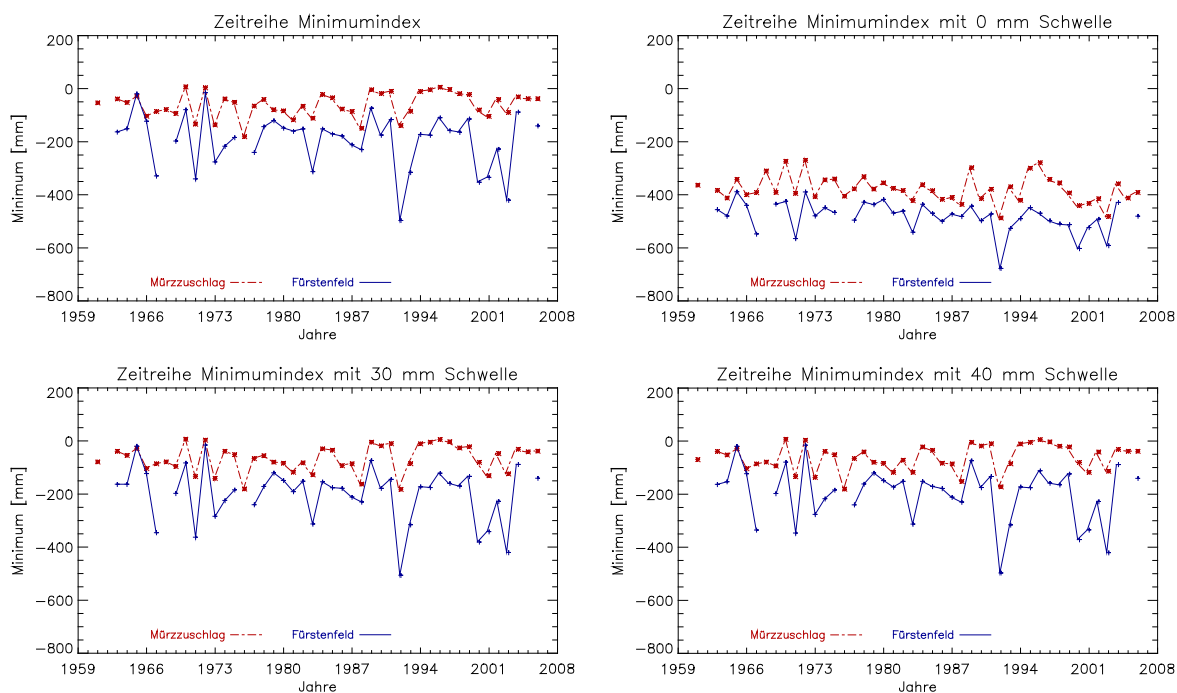 Zeitreihe Minimumindex
200
0
−200
−400
−600
−800
Minimum [mm]
Mürzzuschlag
Fürstenfeld
1959 1966 1973 1980 1987 1994 2001 2008
Jahre
Zeitreihe Minimumindex mit 0 mm Schwelle
200
0
−200
−400
−600
−800
Minimum [mm]
Mürzzuschlag
Fürstenfeld
1959 1966 1973 1980 1987 1994 2001 2008
Jahre
Zeitreihe Minimumindex mit 30 mm Schwelle
200
0
−200
−400
−600
−800
Minimum [mm]
Mürzzuschlag
Fürstenfeld
1959 1966 1973 1980 1987 1994 2001 2008
Jahre
Zeitreihe Minimumindex mit 40 mm Schwelle
200
0
−200
−400
−600
−800
Minimum [mm]
Mürzzuschlag
Fürstenfeld
1959 1966 1973 1980 1987 1994 2001 2008
Jahre